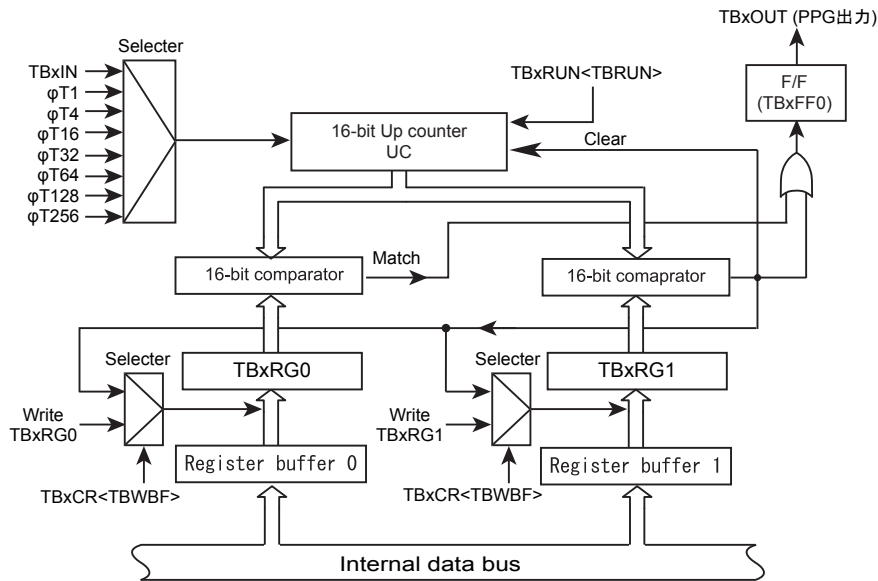 TBxOUT (PPG出力)
Selecter
TBxIN
φT1
φT4
φT16
φT32
φT64
φT128
φT256
TBxRUN<TBRUN>
F/F
(TBxFF0)
16-bit Up counter
UC
Clear
16-bit comparator
Match
16-bit comaprator
Selecter
TBxRG0
Selecter
TBxRG1
Write
TBxRG0
Write
TBxRG1
Register buffer 0
Register buffer 1
TBxCR<TBWBF>
TBxCR<TBWBF>
Internal data bus